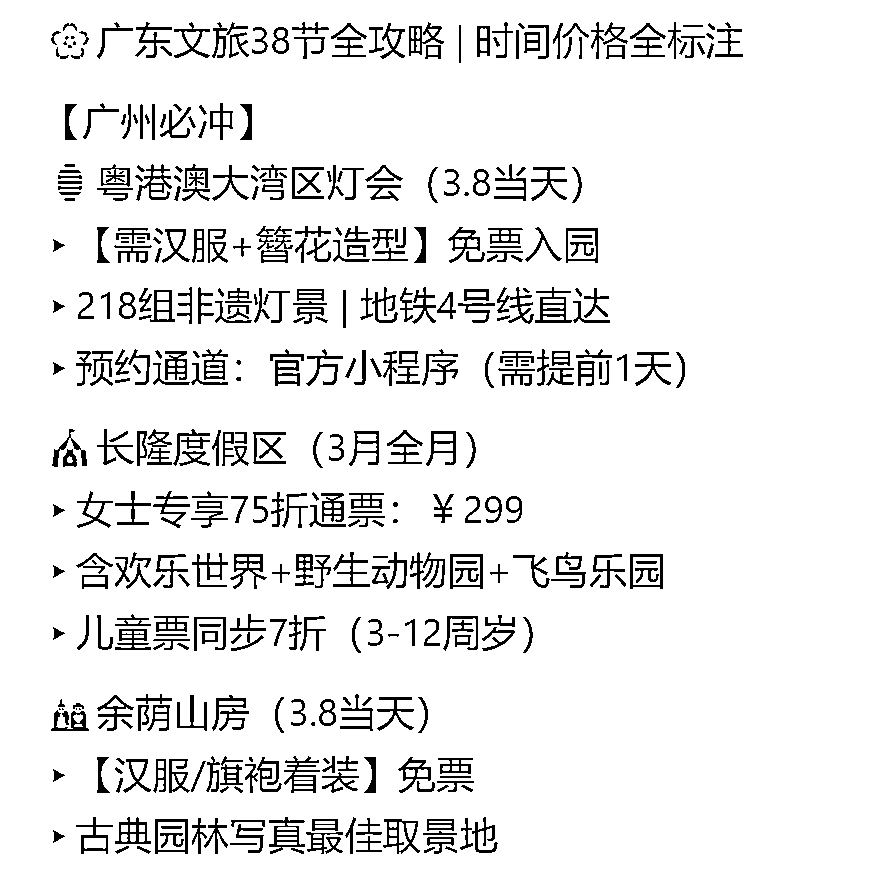 🌸广东文旅38节全攻略 | 时间价格全标注
【广州必冲】
🏮粤港澳大湾区灯会（3.8当天）
‣ 【需汉服+簪花造型】免票入园
‣ 218组非遗灯景 | 地铁4号线直达
‣ 预约通道：官方小程序（需提前1天）
🎪长隆度假区（3月全月）
‣ 女士专享75折通票：￥299
‣ 含欢乐世界+野生动物园+飞鸟乐园
‣ 儿童票同步7折（3-12周岁）
🎎余荫山房（3.8当天）
‣ 【汉服/旗袍着装】免票
‣ 古典园林写真最佳取景地